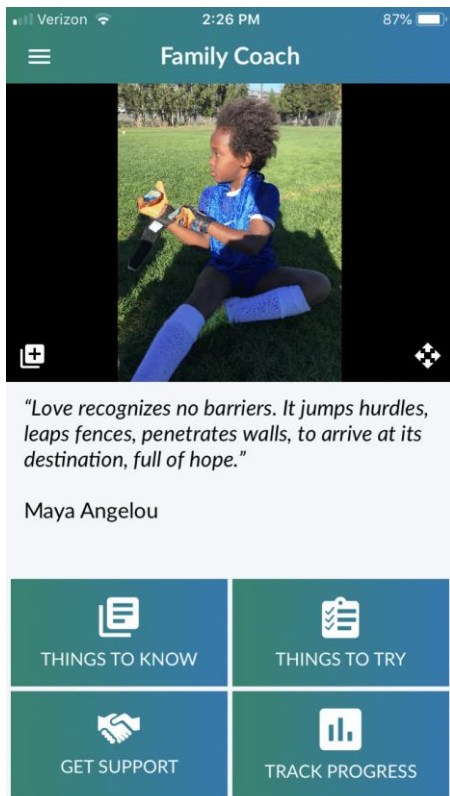 Verizon 2:26 PM 87%
Family Coach
“Love recognizes no barriers. It jumps hurdles,
leaps fences, penetrates walls, to arrive at its
destination, full of hope.”
Maya Angelou
THINGS TO KNOW THINGS TO TRY
GET SUPPORT TRACK PROGRESS